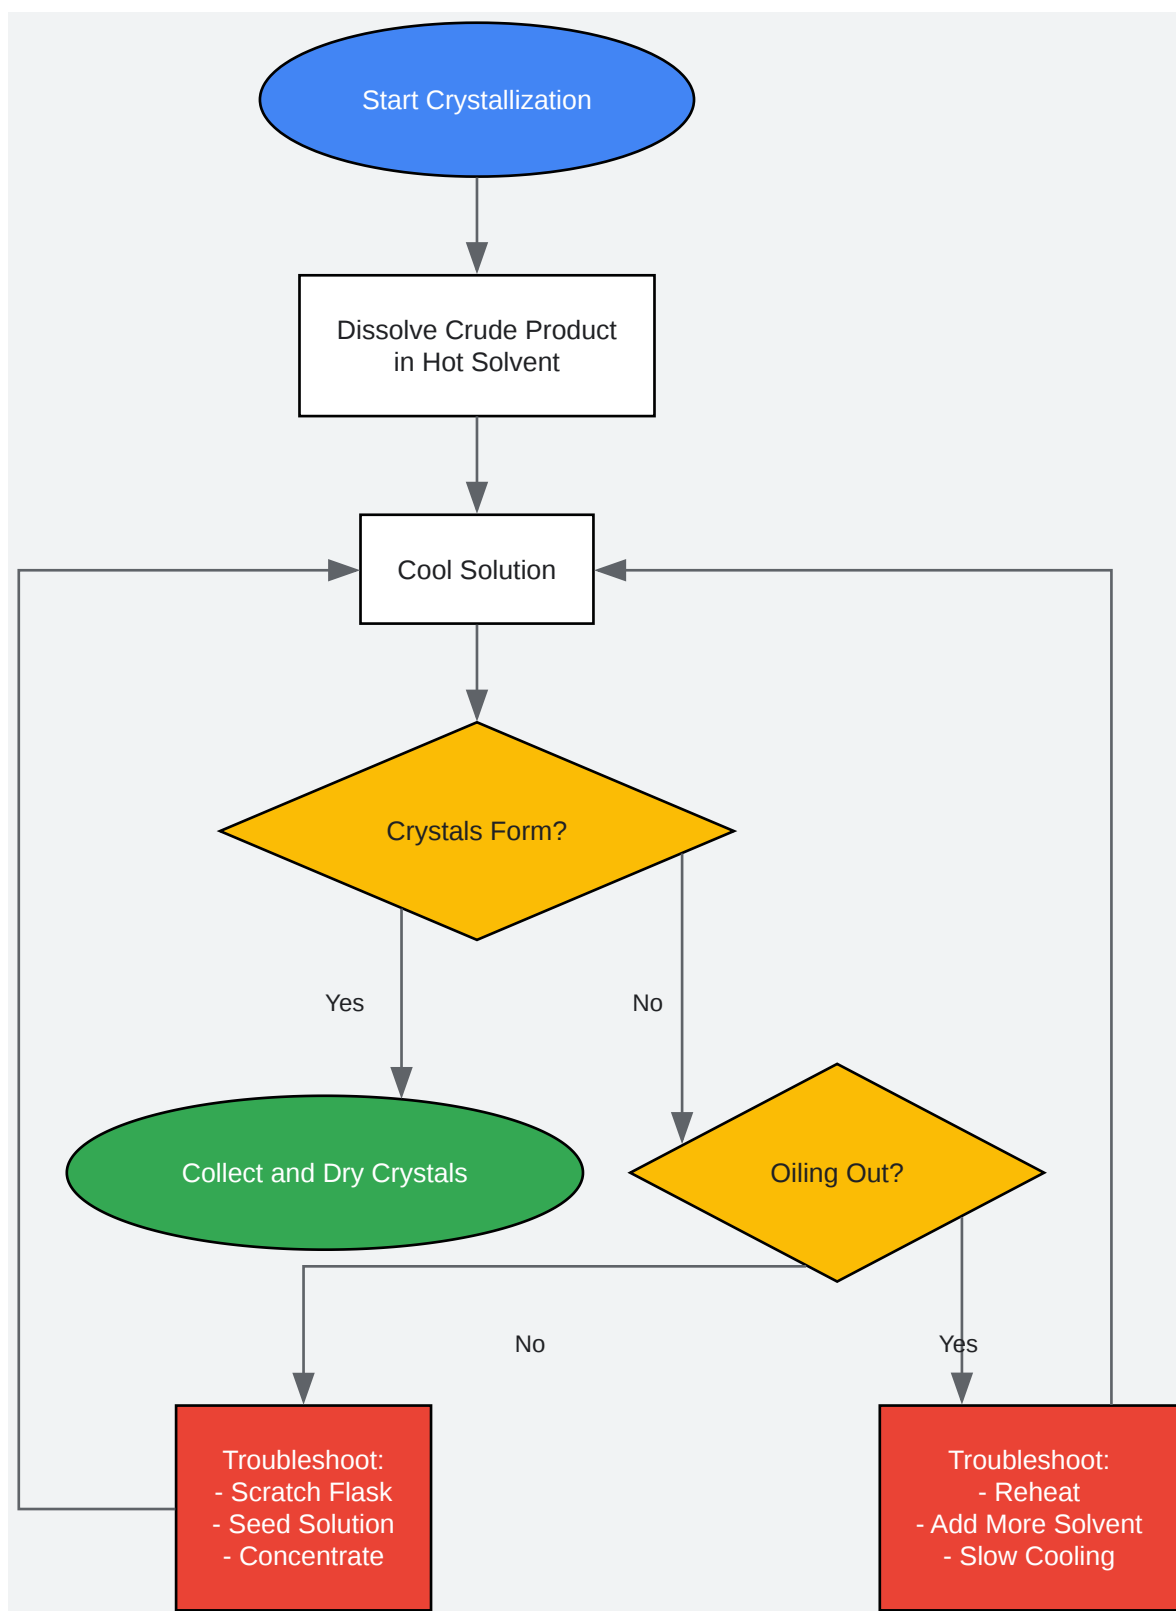 Start Crystallization
Dissolve Crude Product
in Hot Solvent
Cool Solution
Crystals Form?
Yes
No
Collect and Dry Crystals
Oiling Out?
No
Yes
Troubleshoot:
- Scratch Flask
- Seed Solution
- Concentrate
Troubleshoot:
- Reheat
- Add More Solvent
- Slow Cooling